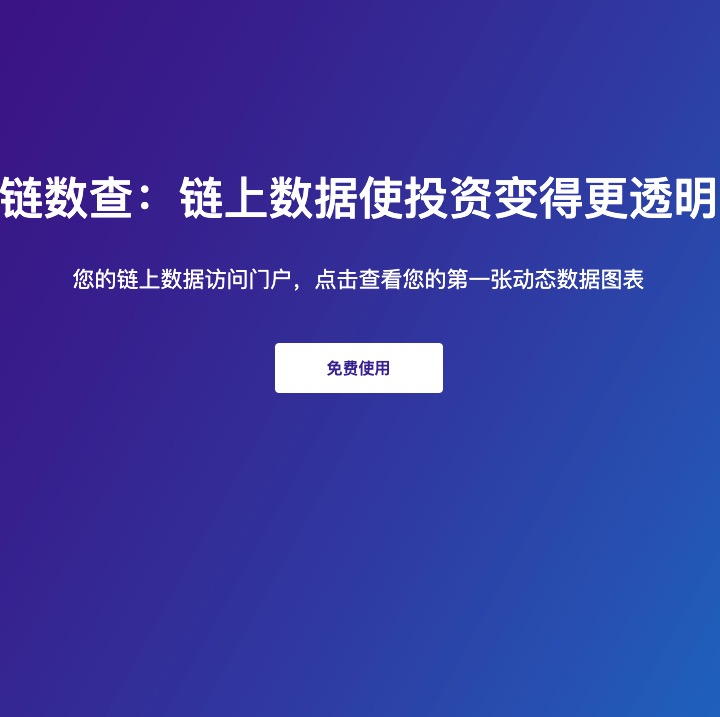 链数查：链上数据使投资变得更透明
您的链上数据访问门户，点击查看您的第一张动态数据图表
免费使用